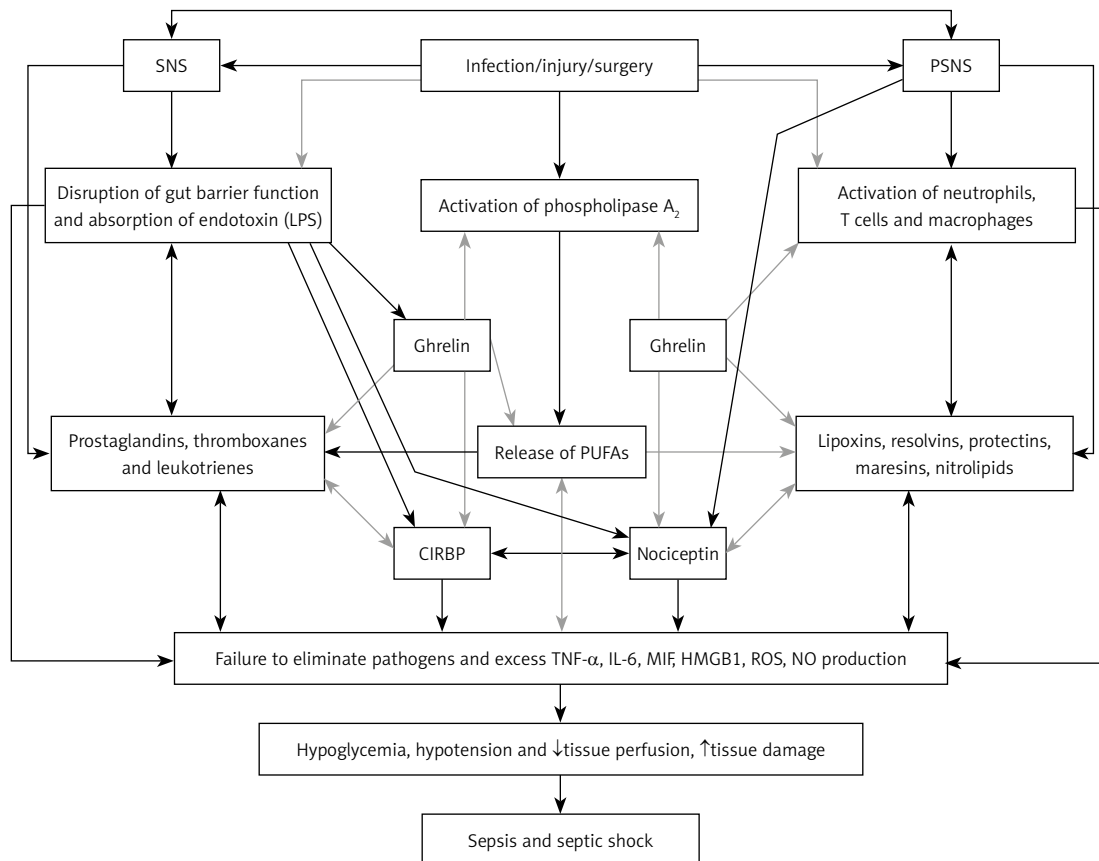 SNS
Infection/injury/surgery
PSNS
Disruption of gut barrier function
and absorption of endotoxin (LPS)
Activation of phospholipase A₂
Activation of neutrophils,
T cells and macrophages
Ghrelin
Ghrelin
Prostaglandins, thromboxanes
and leukotrienes
Release of PUFAs
Lipoxins, resolvins, protectins,
maresins, nitrolipids
CIRBP
Nociceptin
Failure to eliminate pathogens and excess TNF-α, IL-6, MIF, HMGB1, ROS, NO production
Hypoglycemia, hypotension and ↓tissue perfusion, ↑tissue damage
Sepsis and septic shock